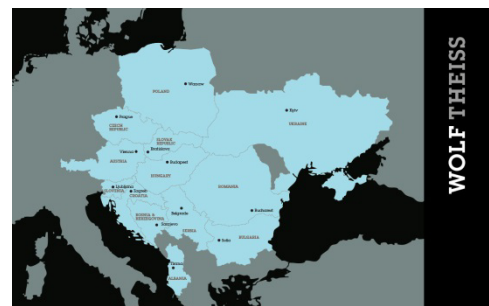 WOLF THEISS
POLAND
Warsaw
Prague
CZECH
REPUBLIC
Kyiv
UKRAINE
SLOVAK
REPUBLIC
Bratislava
Vienna
AUSTRIA
Budapest
HUNGARY
Ljubljana
SLOVENIA
Zagreb
CROATIA
ROMANIA
Bucharest
BOSNIA &
HERZEGOVINA
Belgrade
Sarajevo
SERBIA
Sofia
BULGARIA
Tirana
ALBANIA